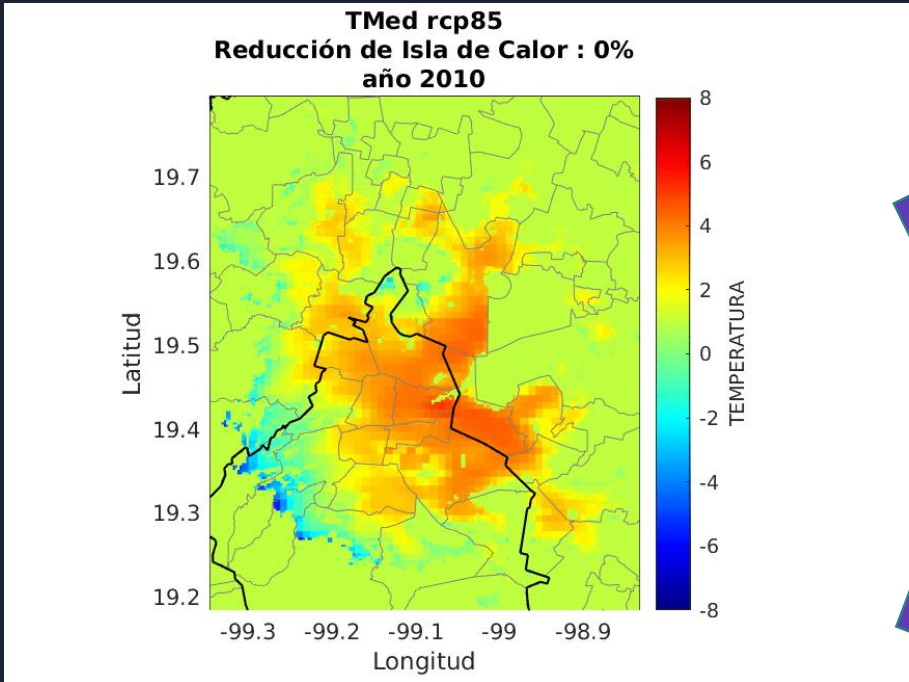 TMed rcp85
Reducción de Isla de Calor : 0%
año 2010
8
6
4
2
0
-2
-4
-6
-8
TEMPERATURA
19.7
19.6
19.5
19.4
19.3
19.2
Latitud
-99.3 -99.2 -99.1 -99 -98.9
Longitud